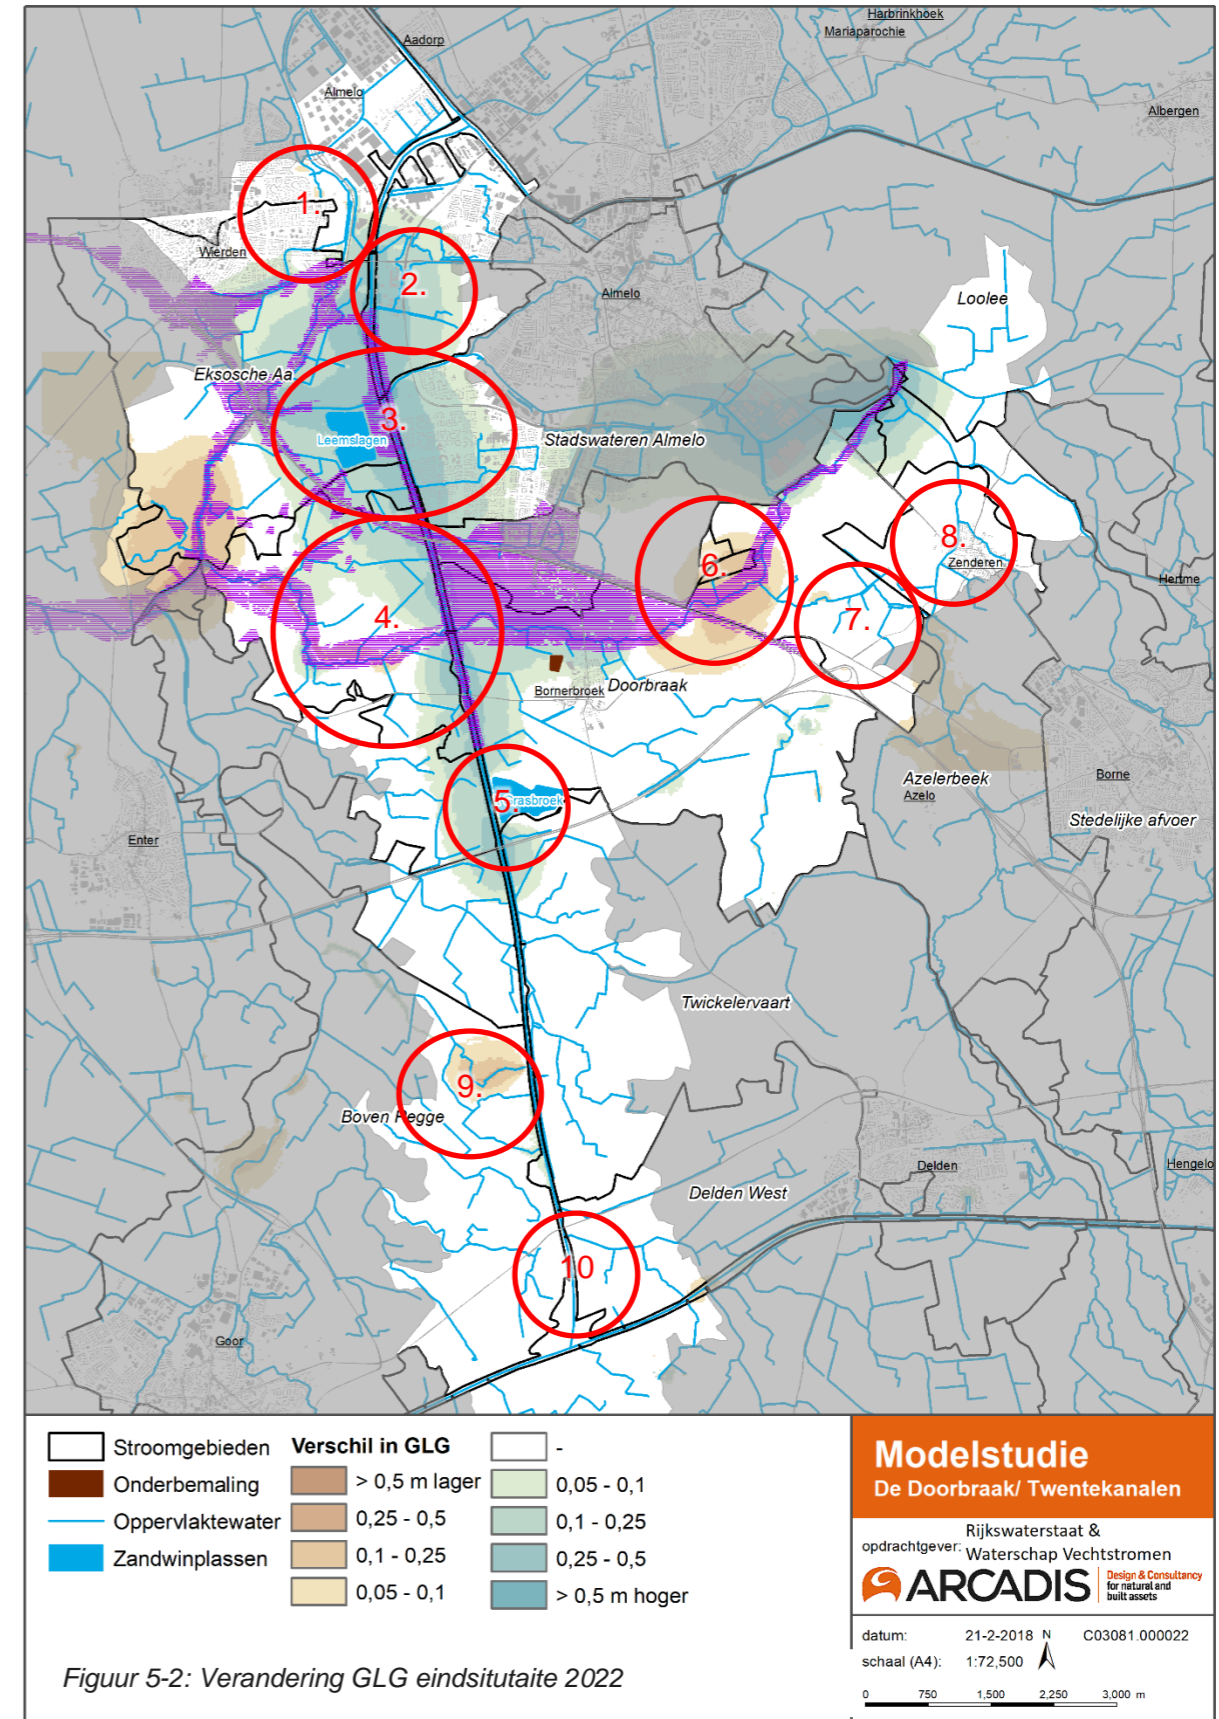 Harbrinkhoek
Mariaparochie
Aadorp
Almelo
Albergen
1.
Wierden
2.
Almelo
Loolee
Eksosche Aa
3.
Leemslagen
Stadswateren Almelo
8.
Zenderen
6.
Hertme
4.
7.
Bornerbroek
Doorbraak
Azelerbeek
Azelo
Borne
5.
Stedelijke afvoer
Enter
Twickelervaart
9.
Boven Regge
Delden
Hengelo
Delden West
10
Goor
Stroomgebieden
Onderbemaling
Oppervlaktewater
Zandwinplassen
Verschil in GLG
> 0,5 m lager
0,25 - 0,5
0,1 - 0,25
0,05 - 0,1
-
0,05 - 0,1
0,1 - 0,25
0,25 - 0,5
> 0,5 m hoger
Modelstudie
De Doorbraak/ Twentekanalen
opdrachtgever: Rijkswaterstaat &
Waterschap Vechtstromen
ARCADIS
Design & Consultancy
for natural and
built assets
datum: 21-2-2018 N C03081.000022
schaal (A4): 1:72,500
0 750 1,500 2,250 3,000 m
Figuur 5-2: Verandering GLG eindsitutaite 2022